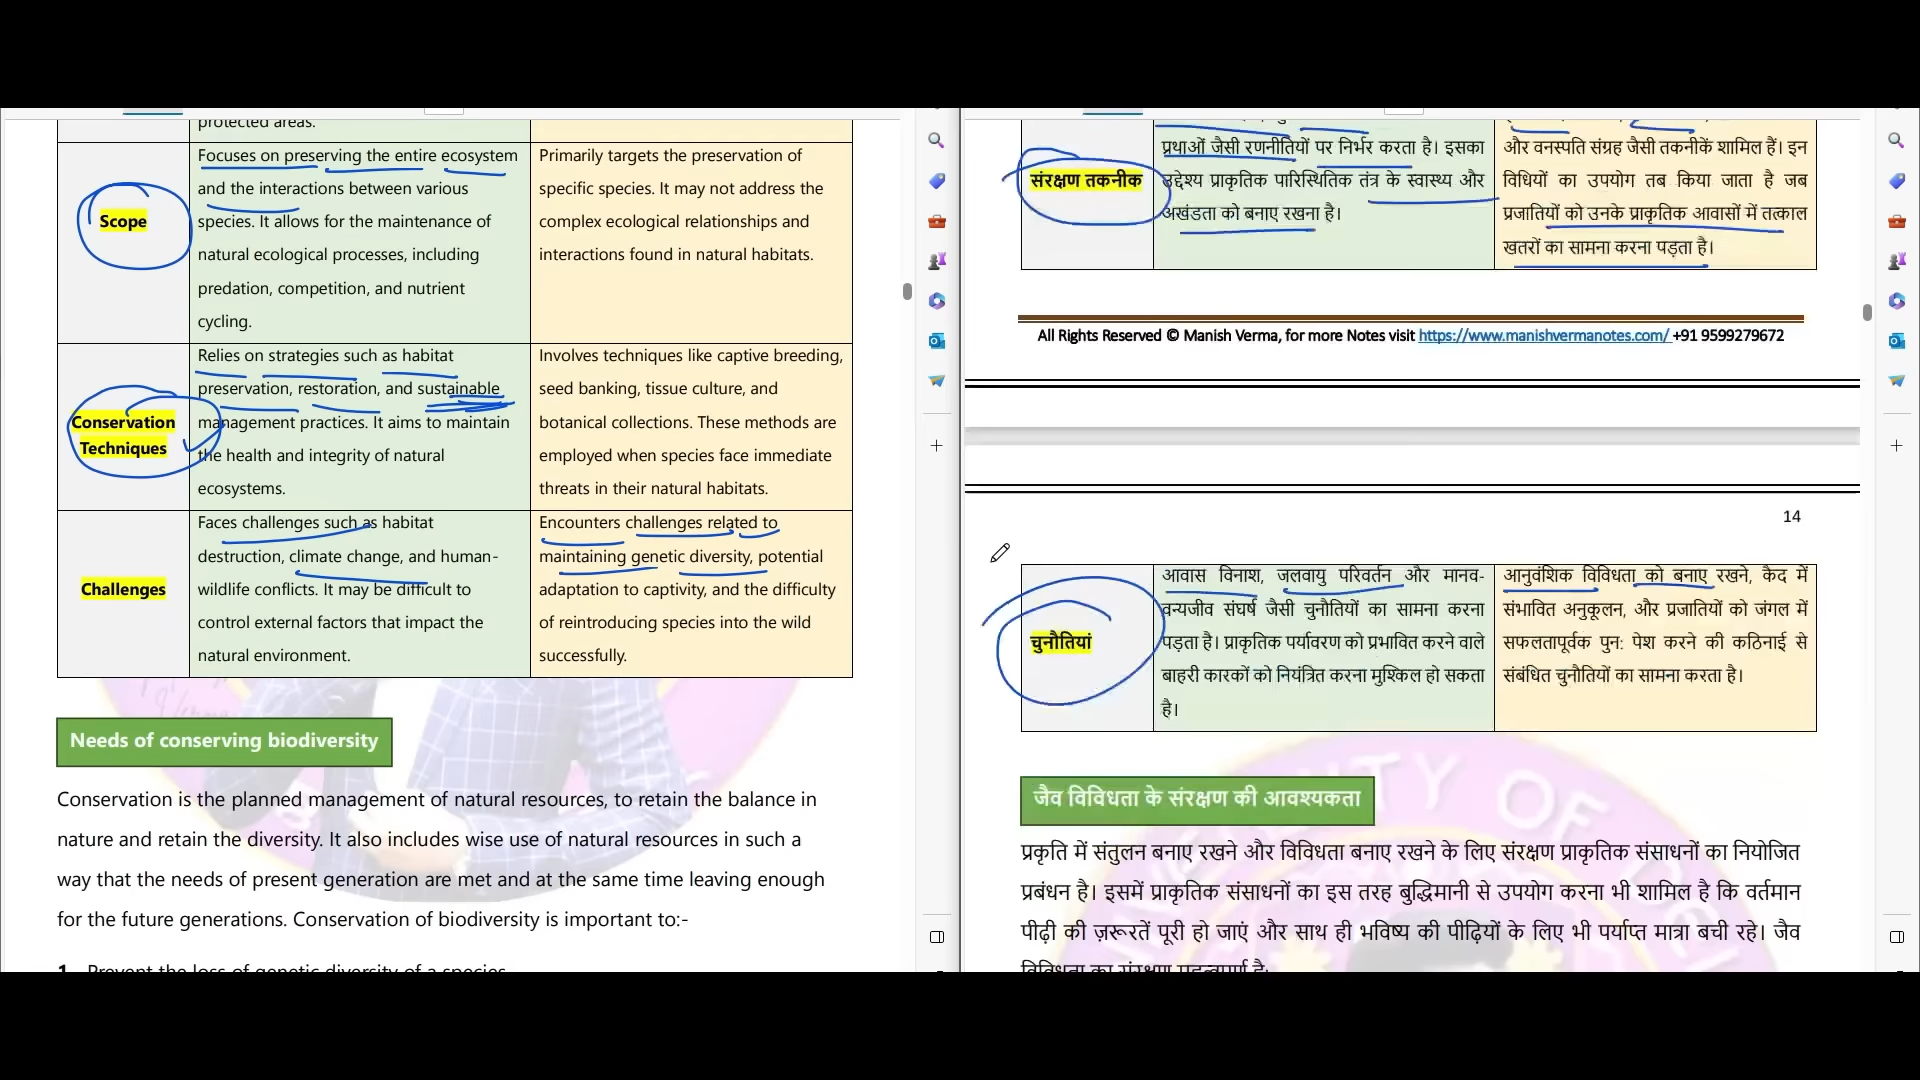 protected areas.
Scope
Focuses on preserving the entire ecosystem
and the interactions between various
species. It allows for the maintenance of
natural ecological processes, including
predation, competition, and nutrient
cycling.
Primarily targets the preservation of
specific species. It may not address the
complex ecological relationships and
interactions found in natural habitats.
Conservation
Techniques
Relies on strategies such as habitat
preservation, restoration, and sustainable
management practices. It aims to maintain
the health and integrity of natural
ecosystems.
Involves techniques like captive breeding,
seed banking, tissue culture, and
botanical collections. These methods are
employed when species face immediate
threats in their natural habitats.
Challenges
Faces challenges such as habitat
destruction, climate change, and human-
wildlife conflicts. It may be difficult to
control external factors that impact the
natural environment.
Encounters challenges related to
maintaining genetic diversity, potential
adaptation to captivity, and the difficulty
of reintroducing species into the wild
successfully.
Needs of conserving biodiversity
Conservation is the planned management of natural resources, to retain the balance in
nature and retain the diversity. It also includes wise use of natural resources in such a
way that the needs of present generation are met and at the same time leaving enough
for the future generations. Conservation of biodiversity is important to:-
1. Prevent the loss of genetic diversity of a species
संरक्षण तकनीक
प्रथाओं जैसी रणनीतियों पर निर्भर करता है। इसका
उद्देश्य प्राकृतिक पारिस्थितिक तंत्र के स्वास्थ्य और
अखंडता को बनाए रखना है।
और वनस्पति संग्रह जैसी तकनीकें शामिल हैं। इन
विधियों का उपयोग तब किया जाता है जब
प्रजातियों को उनके प्राकृतिक आवासों में तत्काल
खतरों का सामना करना पड़ता है।
All Rights Reserved © Manish Verma, for more Notes visit https://www.manishvermanotes.com/ +91 9599279672
14
चुनौतियां
आवास विनाश, जलवायु परिवर्तन और मानव-
वन्यजीव संघर्ष जैसी चुनौतियों का सामना करना
पड़ता है। प्राकृतिक पर्यावरण को प्रभावित करने वाले
बाहरी कारकों को नियंत्रित करना मुश्किल हो सकता
है।
आनुवंशिक विविधता को बनाए रखने, कैद में
संभावित अनुकूलन, और प्रजातियों को जंगल में
सफलतापूर्वक पुन: पेश करने की कठिनाई से
संबंधित चुनौतियों का सामना करता है।
जैव विविधता के संरक्षण की आवश्यकता
प्रकृति में संतुलन बनाए रखने और विविधता बनाए रखने के लिए संरक्षण प्राकृतिक संसाधनों का नियोजित
प्रबंधन है। इसमें प्राकृतिक संसाधनों का इस तरह बुद्धिमानी से उपयोग करना भी शामिल है कि वर्तमान
पीढ़ी की ज़रूरतें पूरी हो जाएं और साथ ही भविष्य की पीढ़ियों के लिए भी पर्याप्त मात्रा बची रहे। जैव
विविधता का संरक्षण महत्वपूर्ण है: